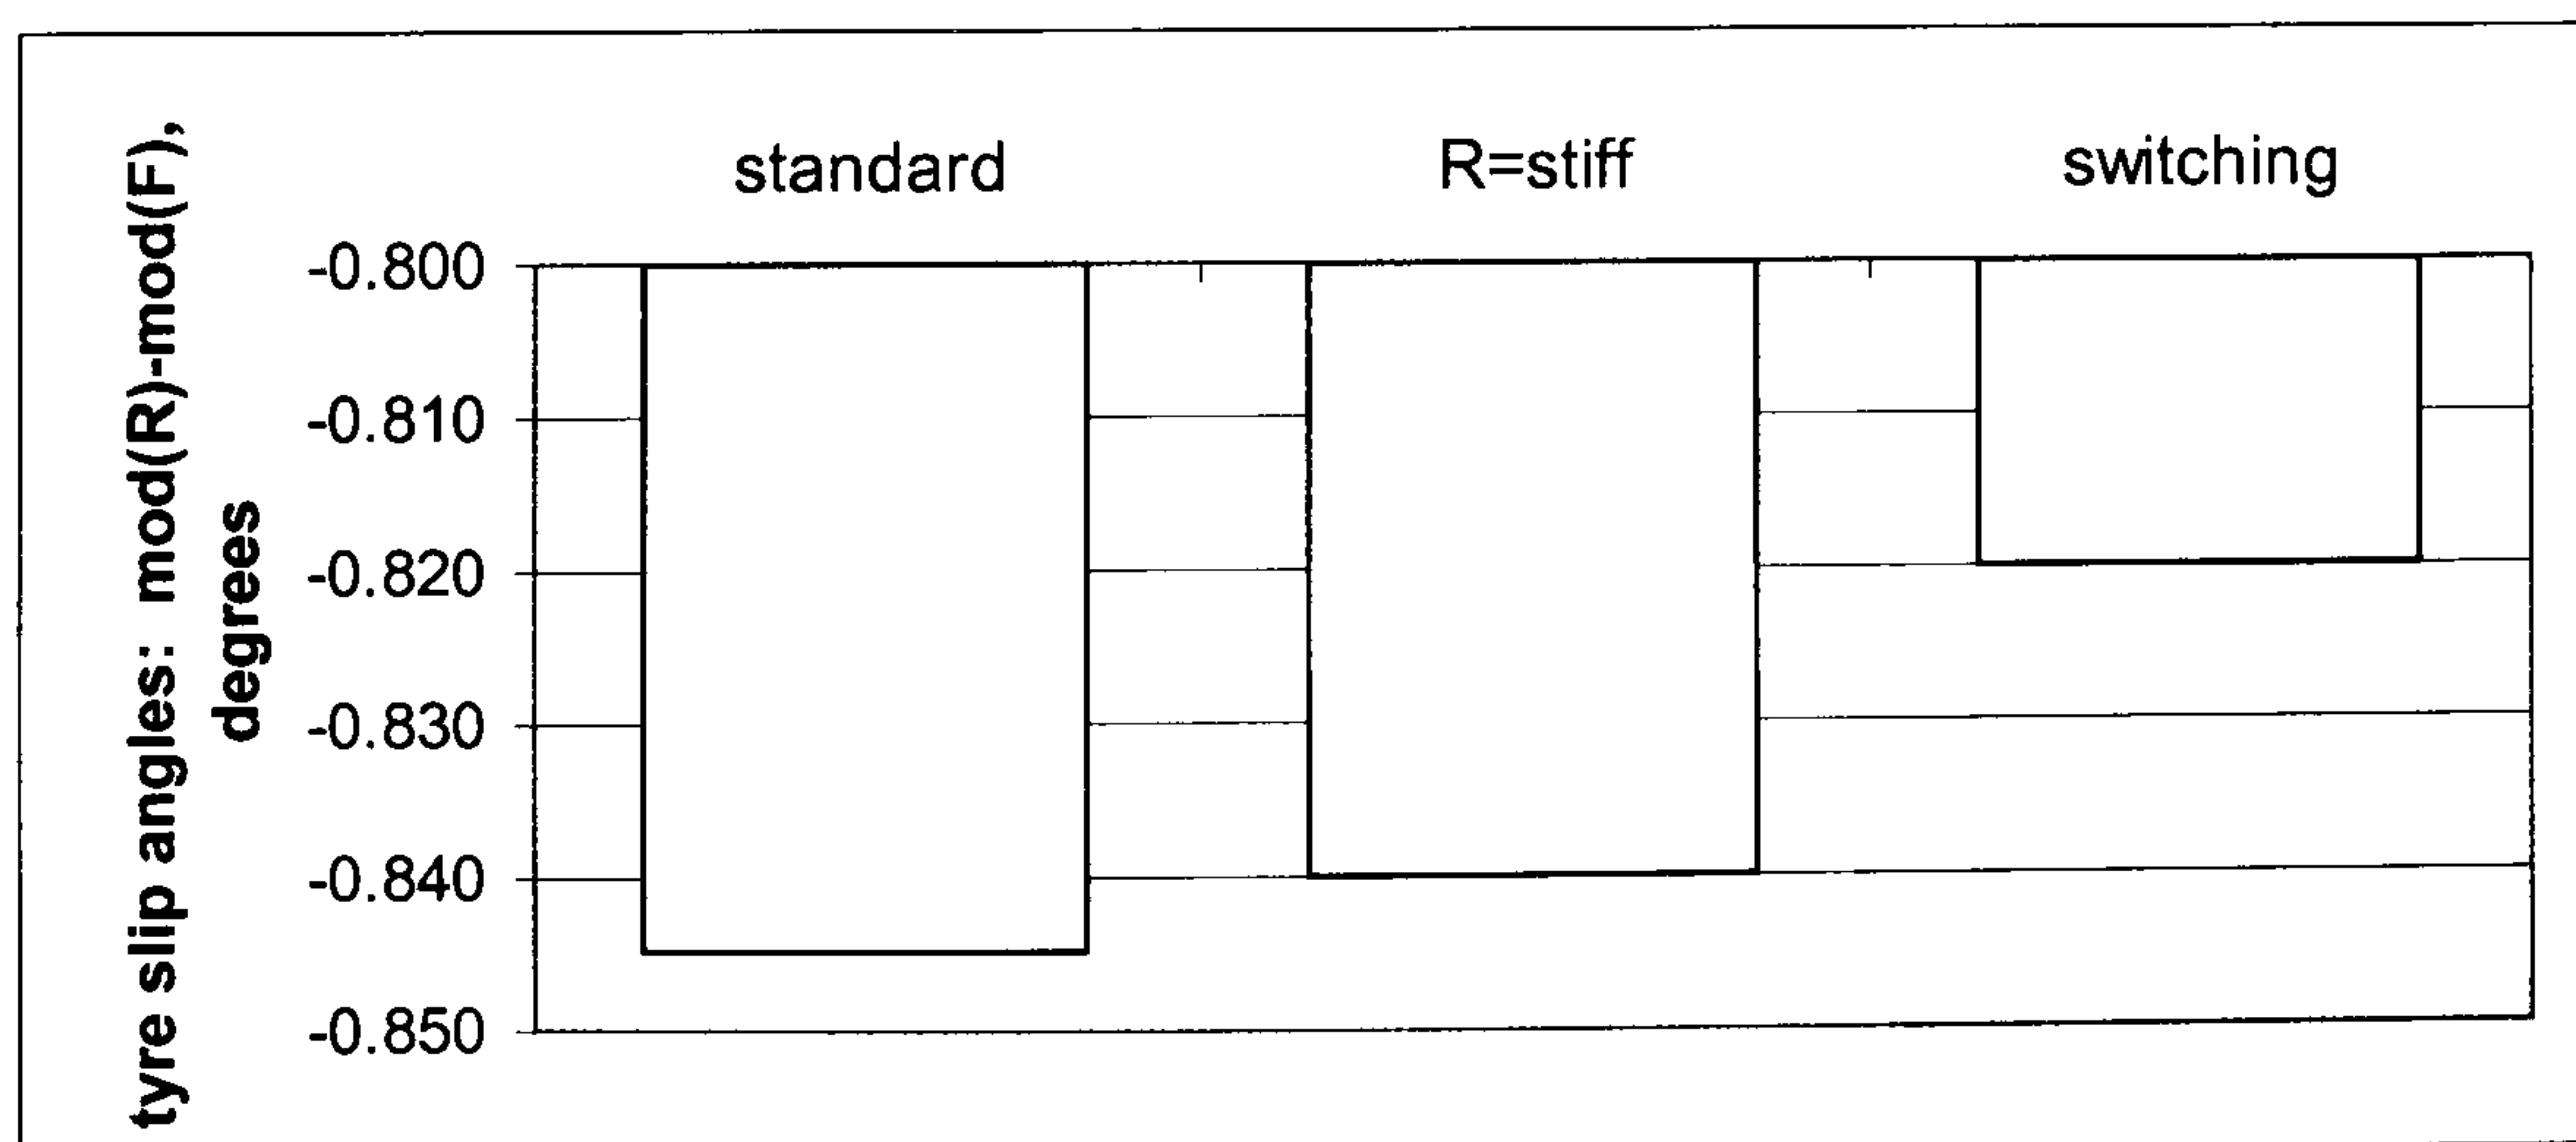 tyre slip angles: mod(R)-mod(F),
degrees
standard R=stiff switching
-0.800
-0.810
-0.820
-0.830
-0.840
-0.850